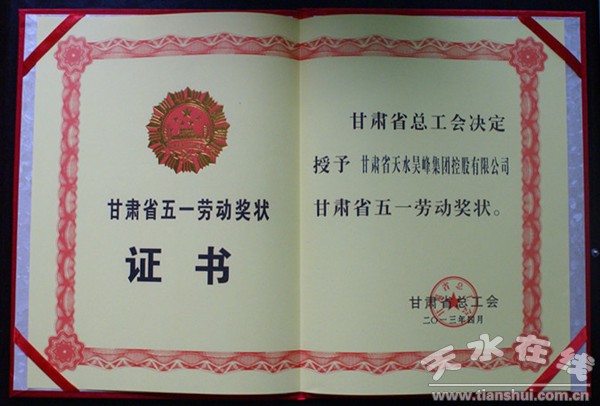 甘肃省五一劳动奖状
证书
甘肃省总工会决定
授予 甘肃省天水昊峰集团控股有限公司
甘肃省五一劳动奖状。
甘肃省总工会
二〇一三年四月
天水在线
www.tianshui.com.cn